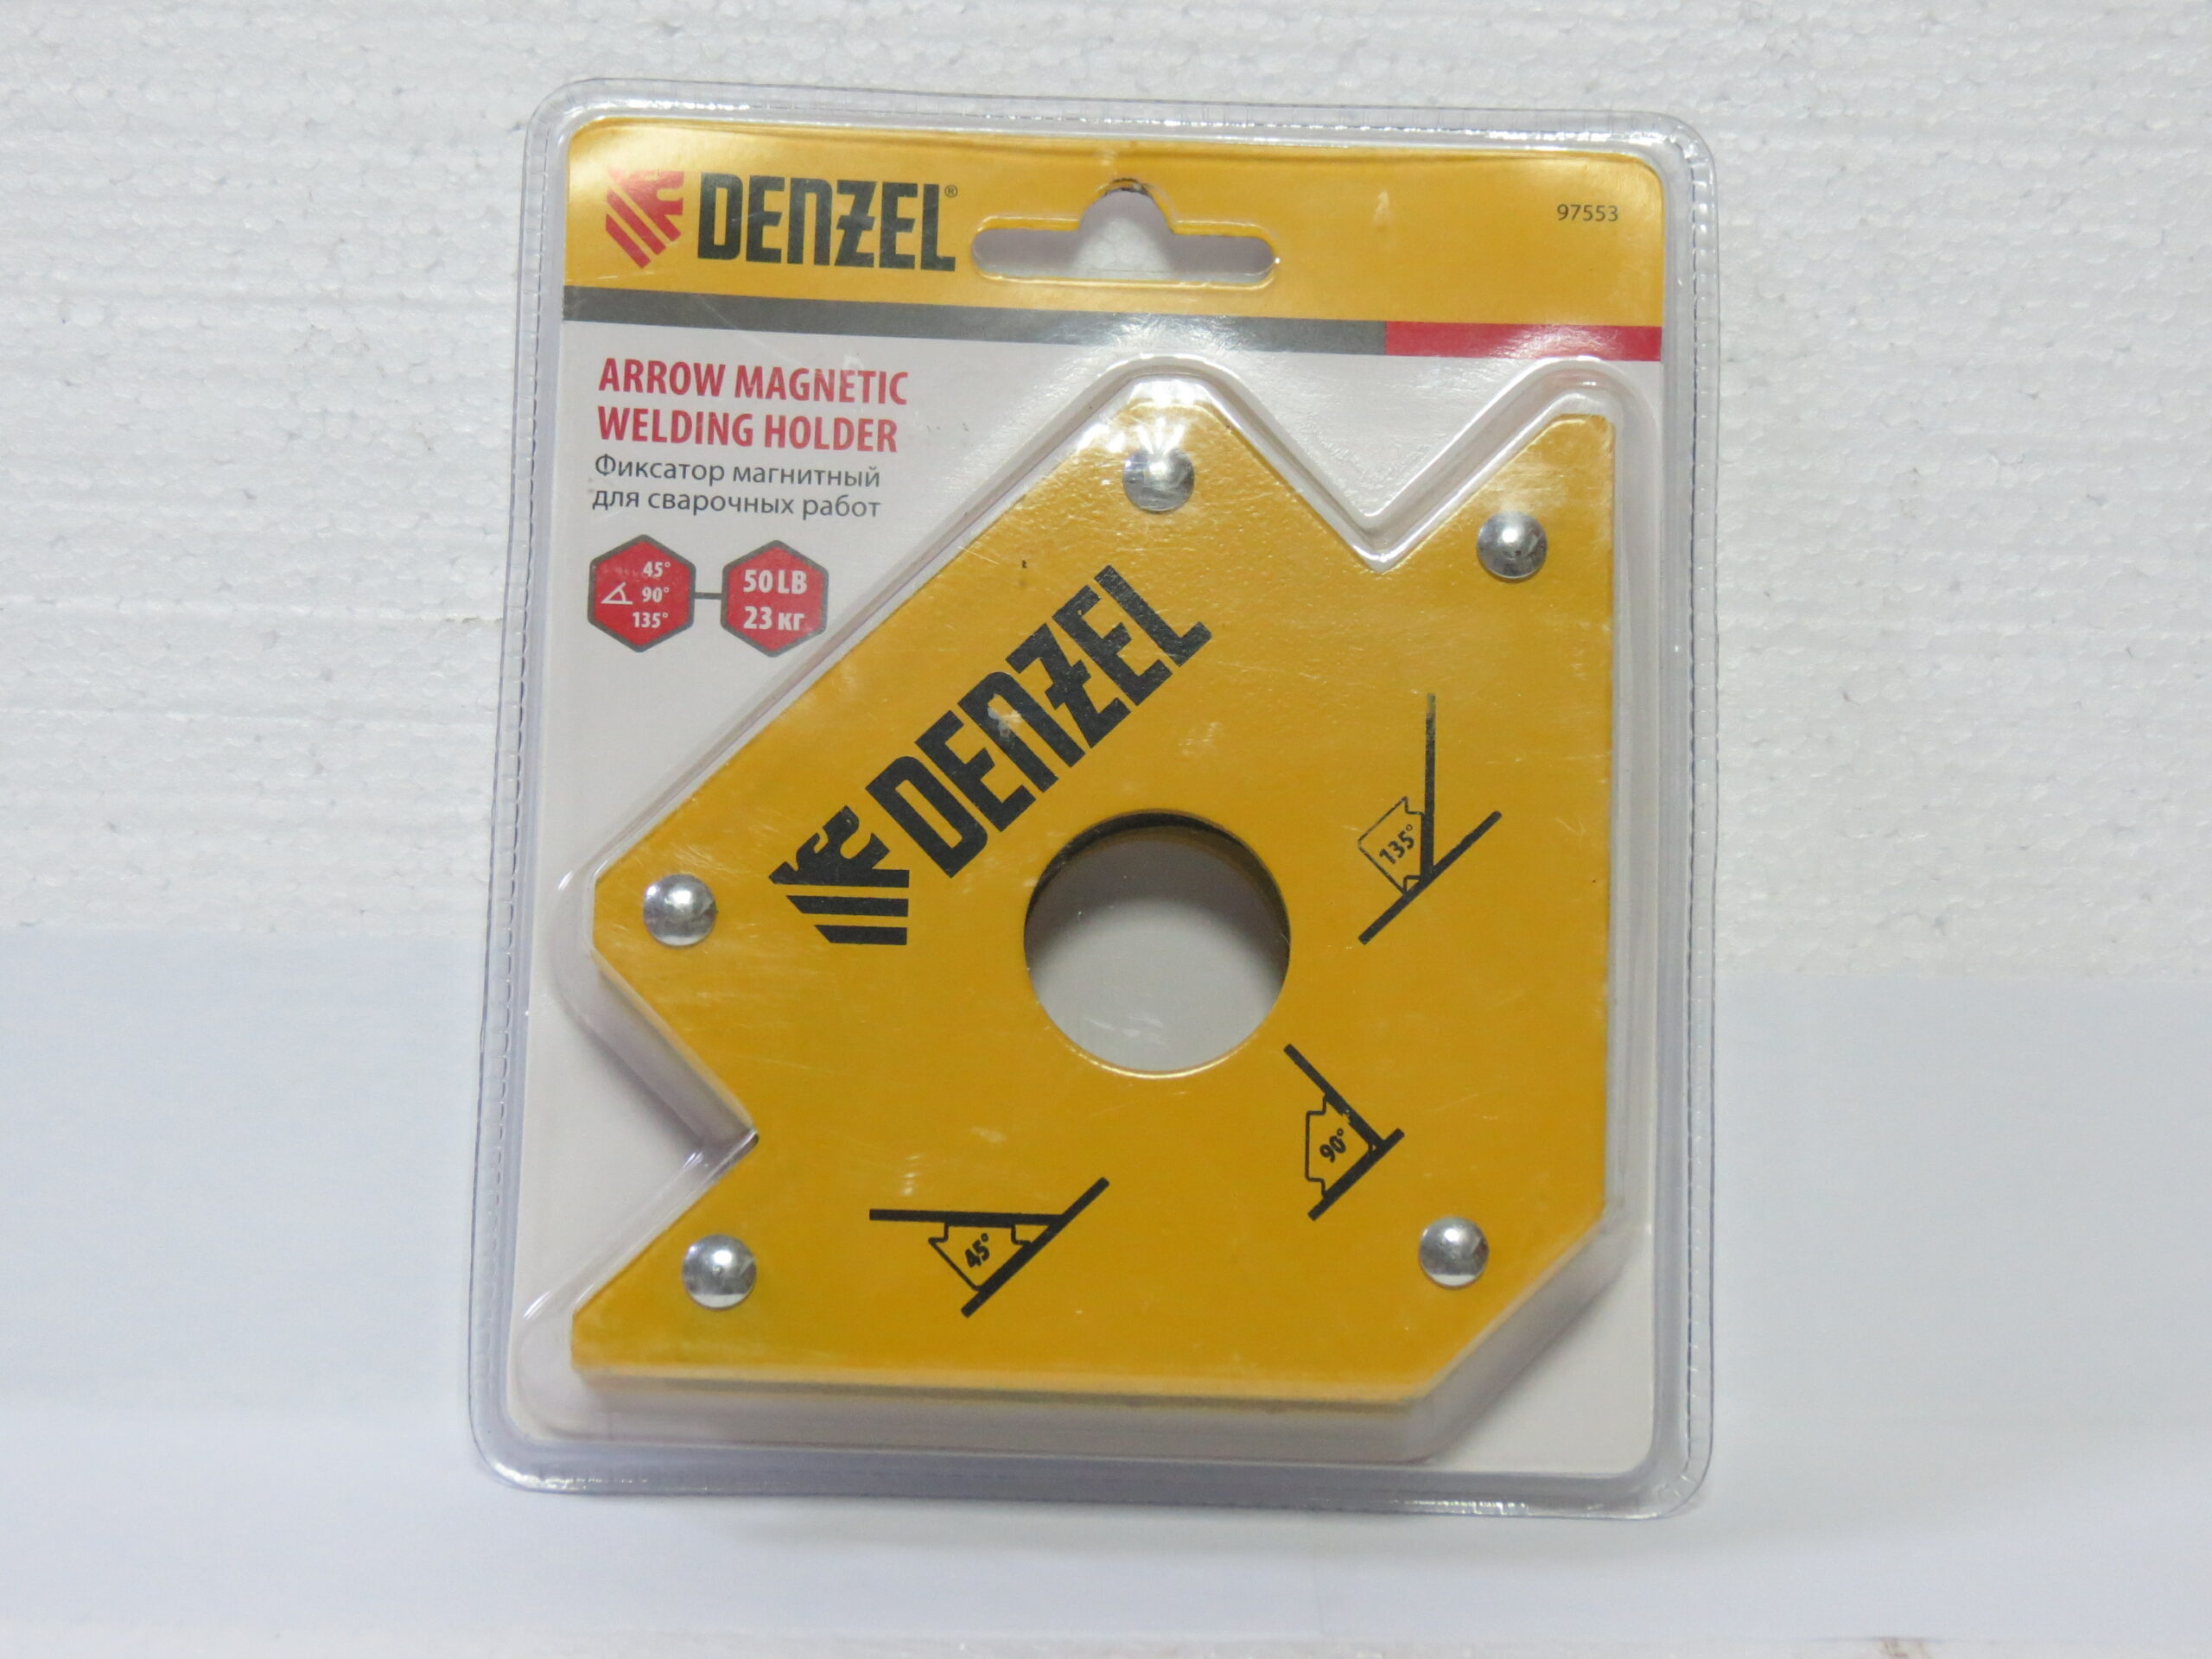 DENZEL®
97553
ARROW MAGNETIC
WELDING HOLDER
Фиксатор магнитный
для сварочных работ
45°
90°
135°
50 LB
23 кг
DENZEL
135°
90°
45°